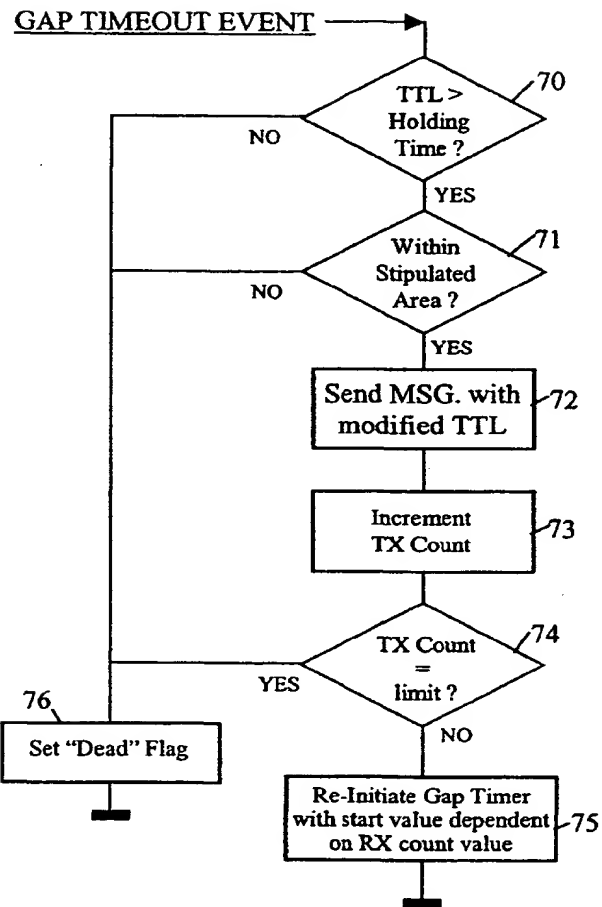 GAP TIMEOUT EVENT
70
TTL >
Holding
Time ?
NO
YES
71
Within
Stipulated
Area ?
NO
YES
Send MSG. with
modified TTL
72
Increment
TX Count
73
74
TX Count
=
limit ?
YES
NO
76
Set "Dead" Flag
Re-Initiate Gap Timer
with start value dependent
on RX count value
75